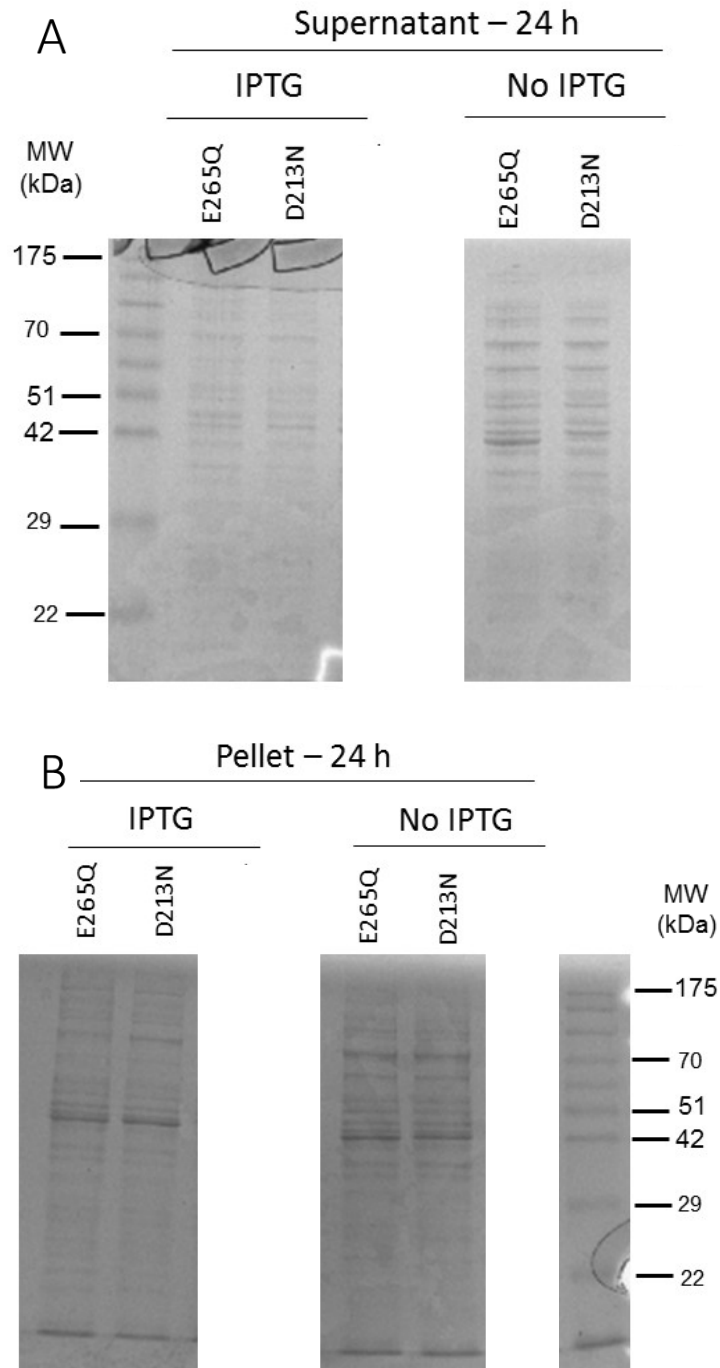 A
Supernatant – 24 h
IPTG
No IPTG
MW
(kDa)
E265Q
D213N
E265Q
D213N
175
70
51
42
29
22
B
Pellet – 24 h
IPTG
No IPTG
E265Q
D213N
E265Q
D213N
MW
(kDa)
175
70
51
42
29
22